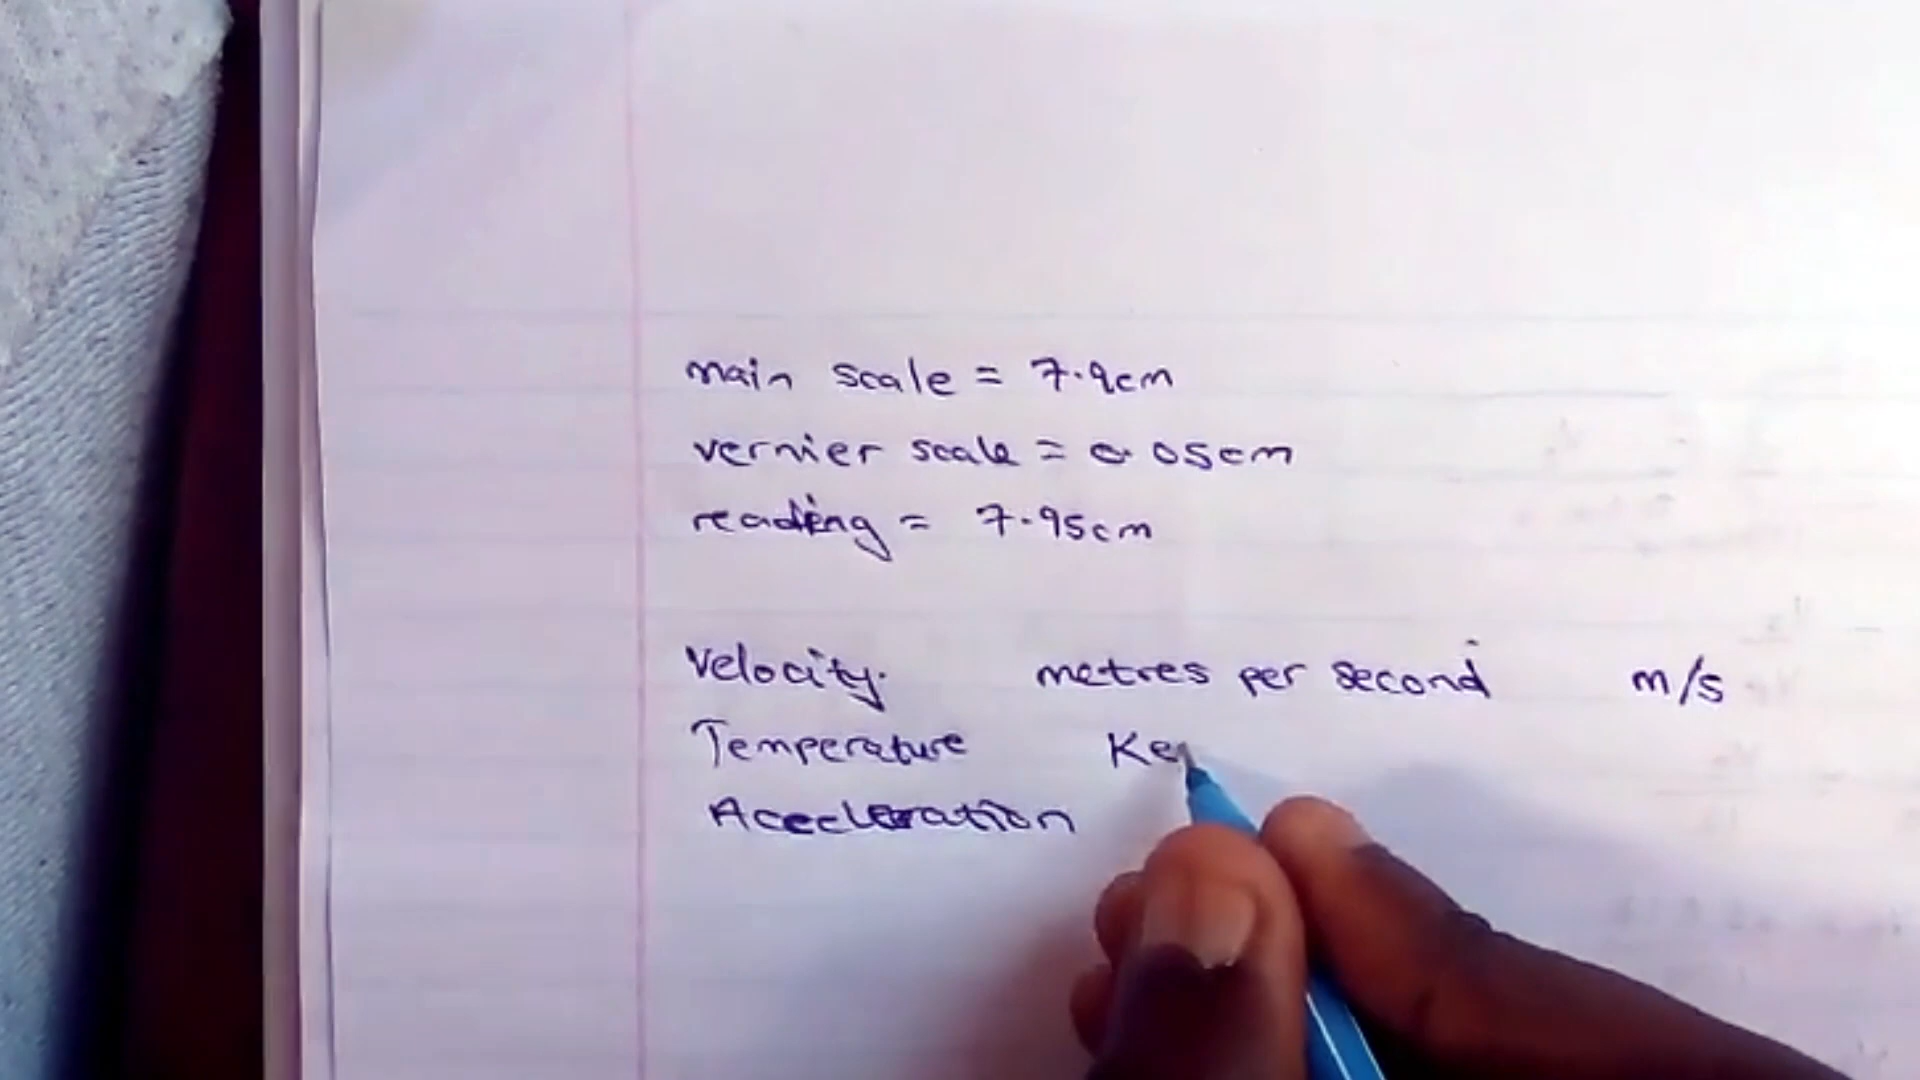 main scale = 7.9cm
vernier scale = 0.05cm
reading = 7.95cm
Velocity. metres per second m/s
Temperature Ke
Acceleration